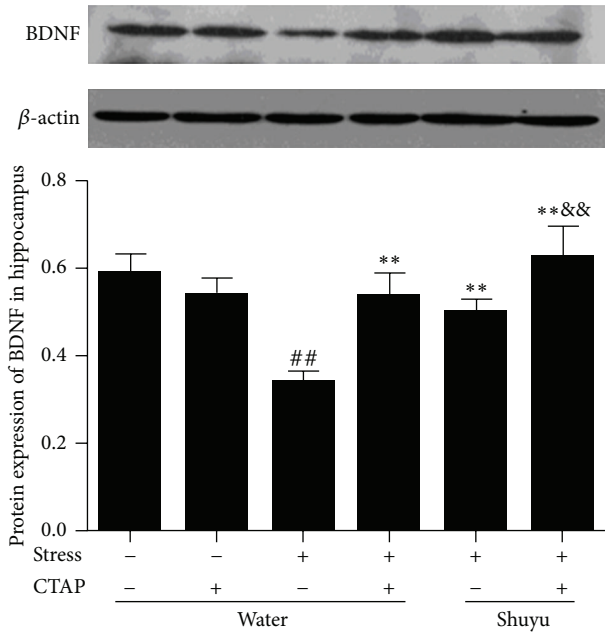 BDNF
β-actin
Protein expression of BDNF in hippocampus
0.8
0.6
0.4
0.2
0.0
##
**
**
**&&
Stress − − + + + +
CTAP − + − + − +
Water Shuyu